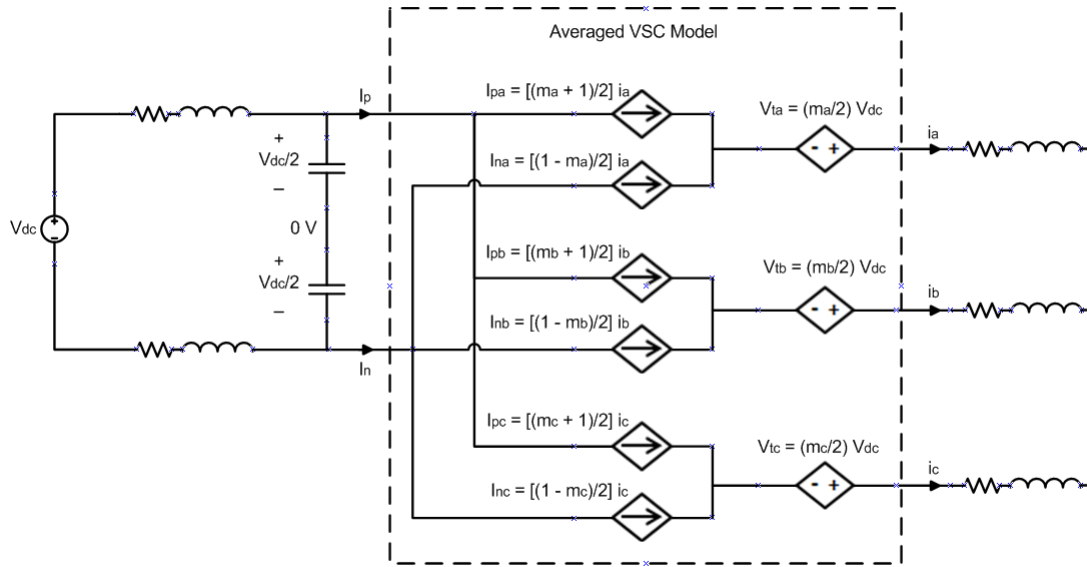 Averaged VSC Model
Ip
Ipa = [(ma + 1)/2] ia
Vta = (ma/2) Vdc
ia
+
Vdc/2
–
Ina = [(1 - ma)/2] ia
- +
Vdc
+
-
0 V
Ipb = [(mb + 1)/2] ib
Vtb = (mb/2) Vdc
ib
+
Vdc/2
–
Inb = [(1 - mb)/2] ib
- +
In
Ipc = [(mc + 1)/2] ic
Vtc = (mc/2) Vdc
ic
Inc = [(1 - mc)/2] ic
- +